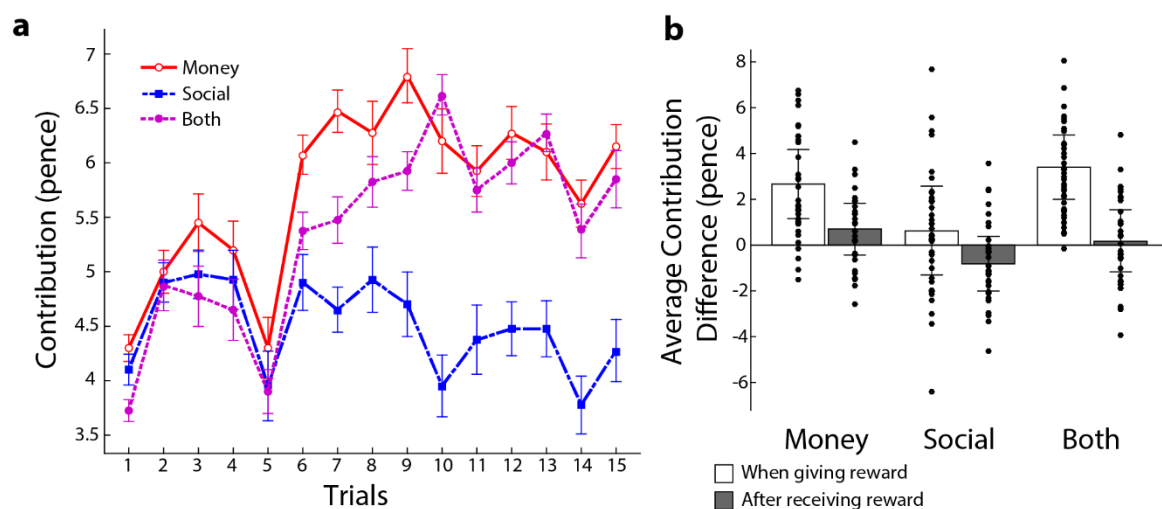 a
Contribution (pence)
7
6.5
6
5.5
5
4.5
4
3.5
Money
Social
Both
1 2 3 4 5 6 7 8 9 10 11 12 13 14 15
Trials
b
Average Contribution
Difference (pence)
8
6
4
2
0
-2
-4
-6
Money Social Both
When giving reward
After receiving reward